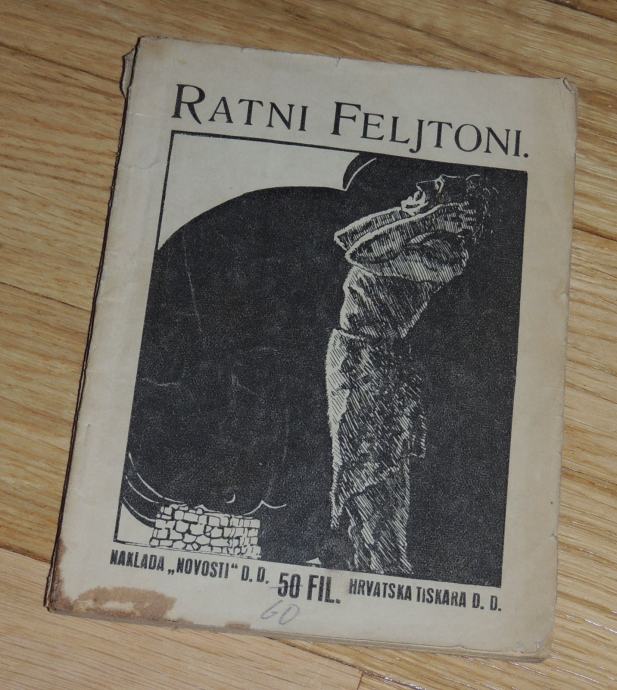 RATNI FELJTONI.
NAKLADA „NOVOSTI" D. D. 50 FIL. HRVATSKA TISKARA D. D.
60